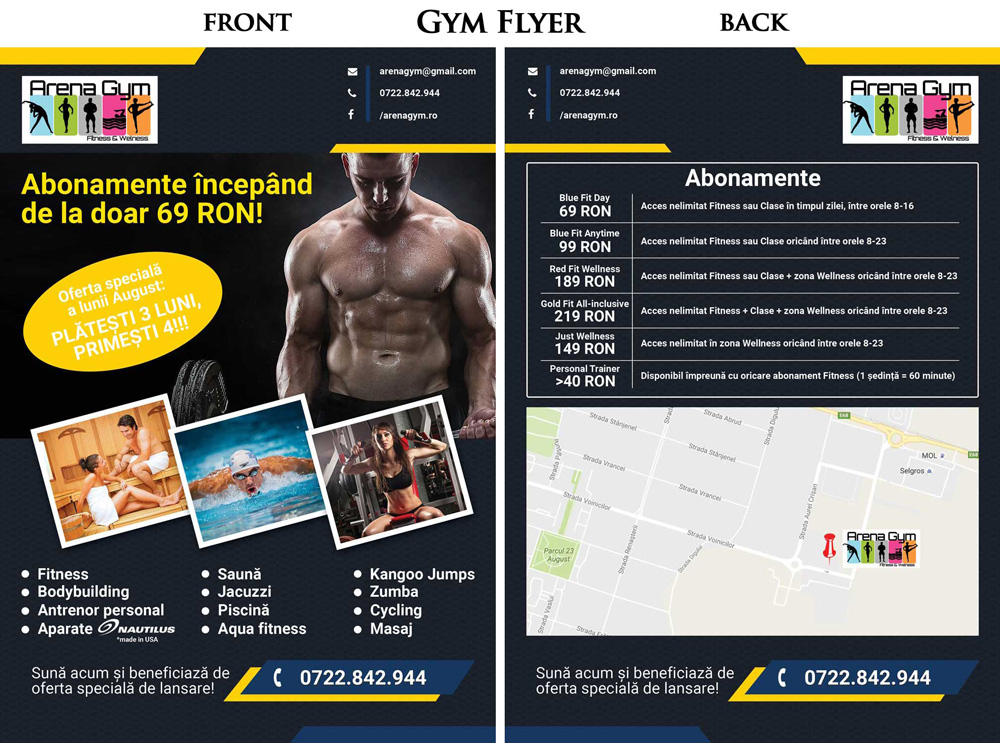 FRONT
GYM FLYER
BACK
arenagym@gmail.com
0722.842.944
/arenagym.ro
Arena Gym
Fitness & Welness
Abonamente începând
de la doar 69 RON!
Oferta specială
a lunii August:
PLĂTEȘTI 3 LUNI,
PRIMEȘTI 4!!!
Fitness
Bodybuilding
Antrenor personal
Aparate NAUTILUS
*made in USA
Saună
Jacuzzi
Piscină
Aqua fitness
Kangoo Jumps
Zumba
Cycling
Masaj
Sună acum și beneficiază de
oferta specială de lansare!
0722.842.944
arenagym@gmail.com
0722.842.944
/arenagym.ro
Arena Gym
Fitness & Welness
Abonamente
Blue Fit Day
69 RON
Acces nelimitat Fitness sau Clase în timpul zilei, între orele 8-16
Blue Fit Anytime
99 RON
Acces nelimitat Fitness sau Clase oricând între orele 8-23
Red Fit Wellness
189 RON
Acces nelimitat Fitness sau Clase + zona Wellness oricând între orele 8-23
Gold Fit All-inclusive
219 RON
Acces nelimitat Fitness + Clase + zona Wellness oricând între orele 8-23
Just Wellness
149 RON
Acces nelimitat în zona Wellness oricând între orele 8-23
Personal Trainer
>40 RON
Disponibil împreună cu oricare abonament Fitness (1 ședință = 60 minute)
Strada Stânjenel
Strada Abrud
Strada Digului
E68
MOL
Selgros
E68
Strada Vrancei
Strada Stânjenel
Strada Vrancei
Strada Voinicilor
Strada Aurel Crișan
Strada Voinicilor
Strada Renașterii
Strada Digului
Parcul 23
August
Strada Vaslui
Arena Gym
Fitness & Welness
Sună acum și beneficiază de
oferta specială de lansare!
0722.842.944